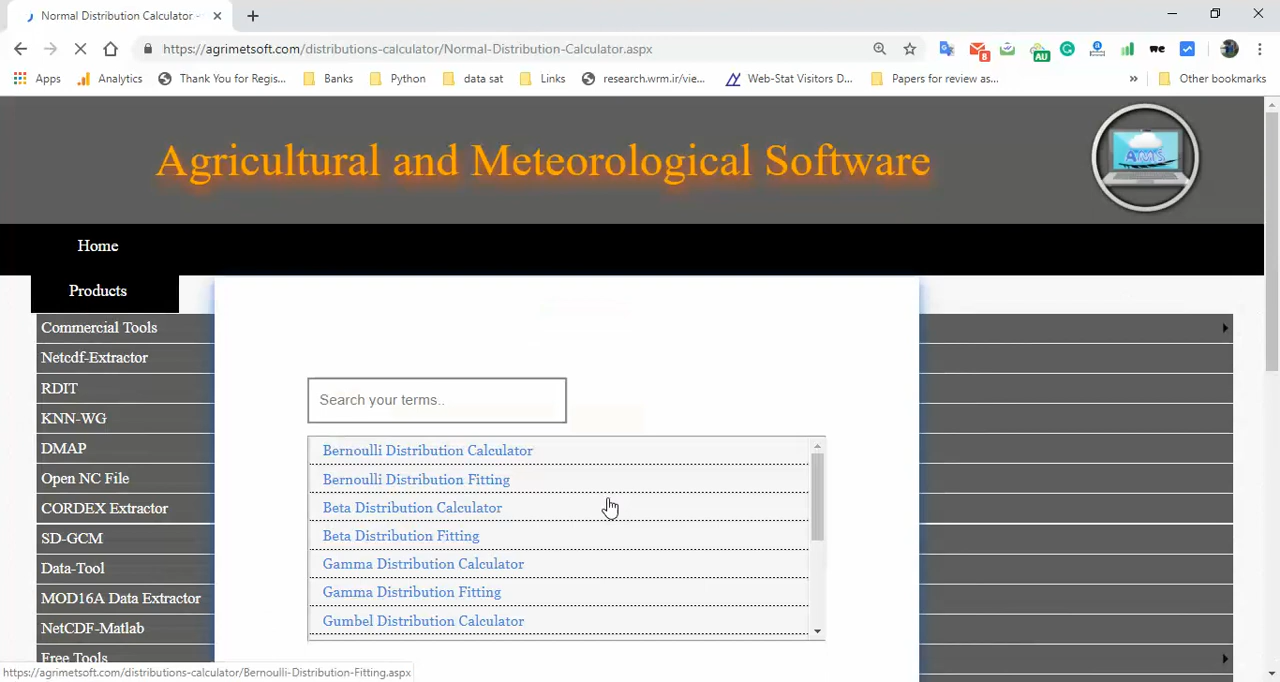 Normal Distribution Calculator -
https://agrimetsoft.com/distributions-calculator/Normal-Distribution-Calculator.aspx
8
AU
we
Apps
Analytics
Thank You for Regis...
Banks
Python
data sat
Links
research.wrm.ir/vie...
Web-Stat Visitors D...
Papers for review as...
»
Other bookmarks
Agricultural and Meteorological Software
AMS
Home
Products
Commercial Tools
Netcdf-Extractor
RDIT
KNN-WG
DMAP
Open NC File
CORDEX Extractor
SD-GCM
Data-Tool
MOD16A Data Extractor
NetCDF-Matlab
Free Tools
Search your terms..
Bernoulli Distribution Calculator
Bernoulli Distribution Fitting
Beta Distribution Calculator
Beta Distribution Fitting
Gamma Distribution Calculator
Gamma Distribution Fitting
Gumbel Distribution Calculator
https://agrimetsoft.com/distributions-calculator/Bernoulli-Distribution-Fitting.aspx